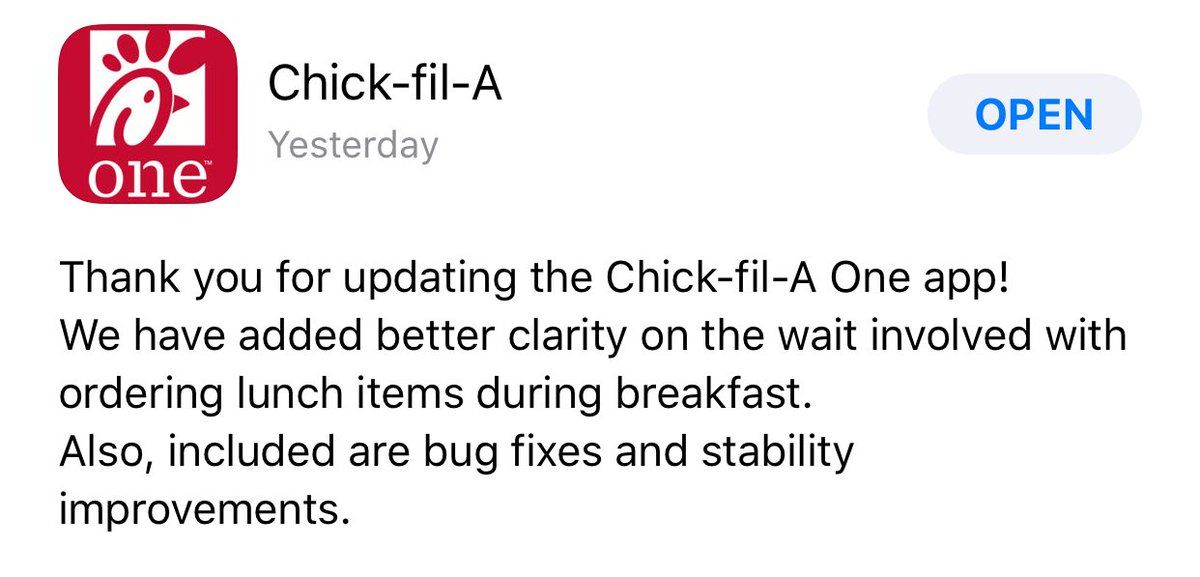 Chick-fil-A
Yesterday
OPEN
one™
Thank you for updating the Chick-fil-A One app!
We have added better clarity on the wait involved with
ordering lunch items during breakfast.
Also, included are bug fixes and stability
improvements.